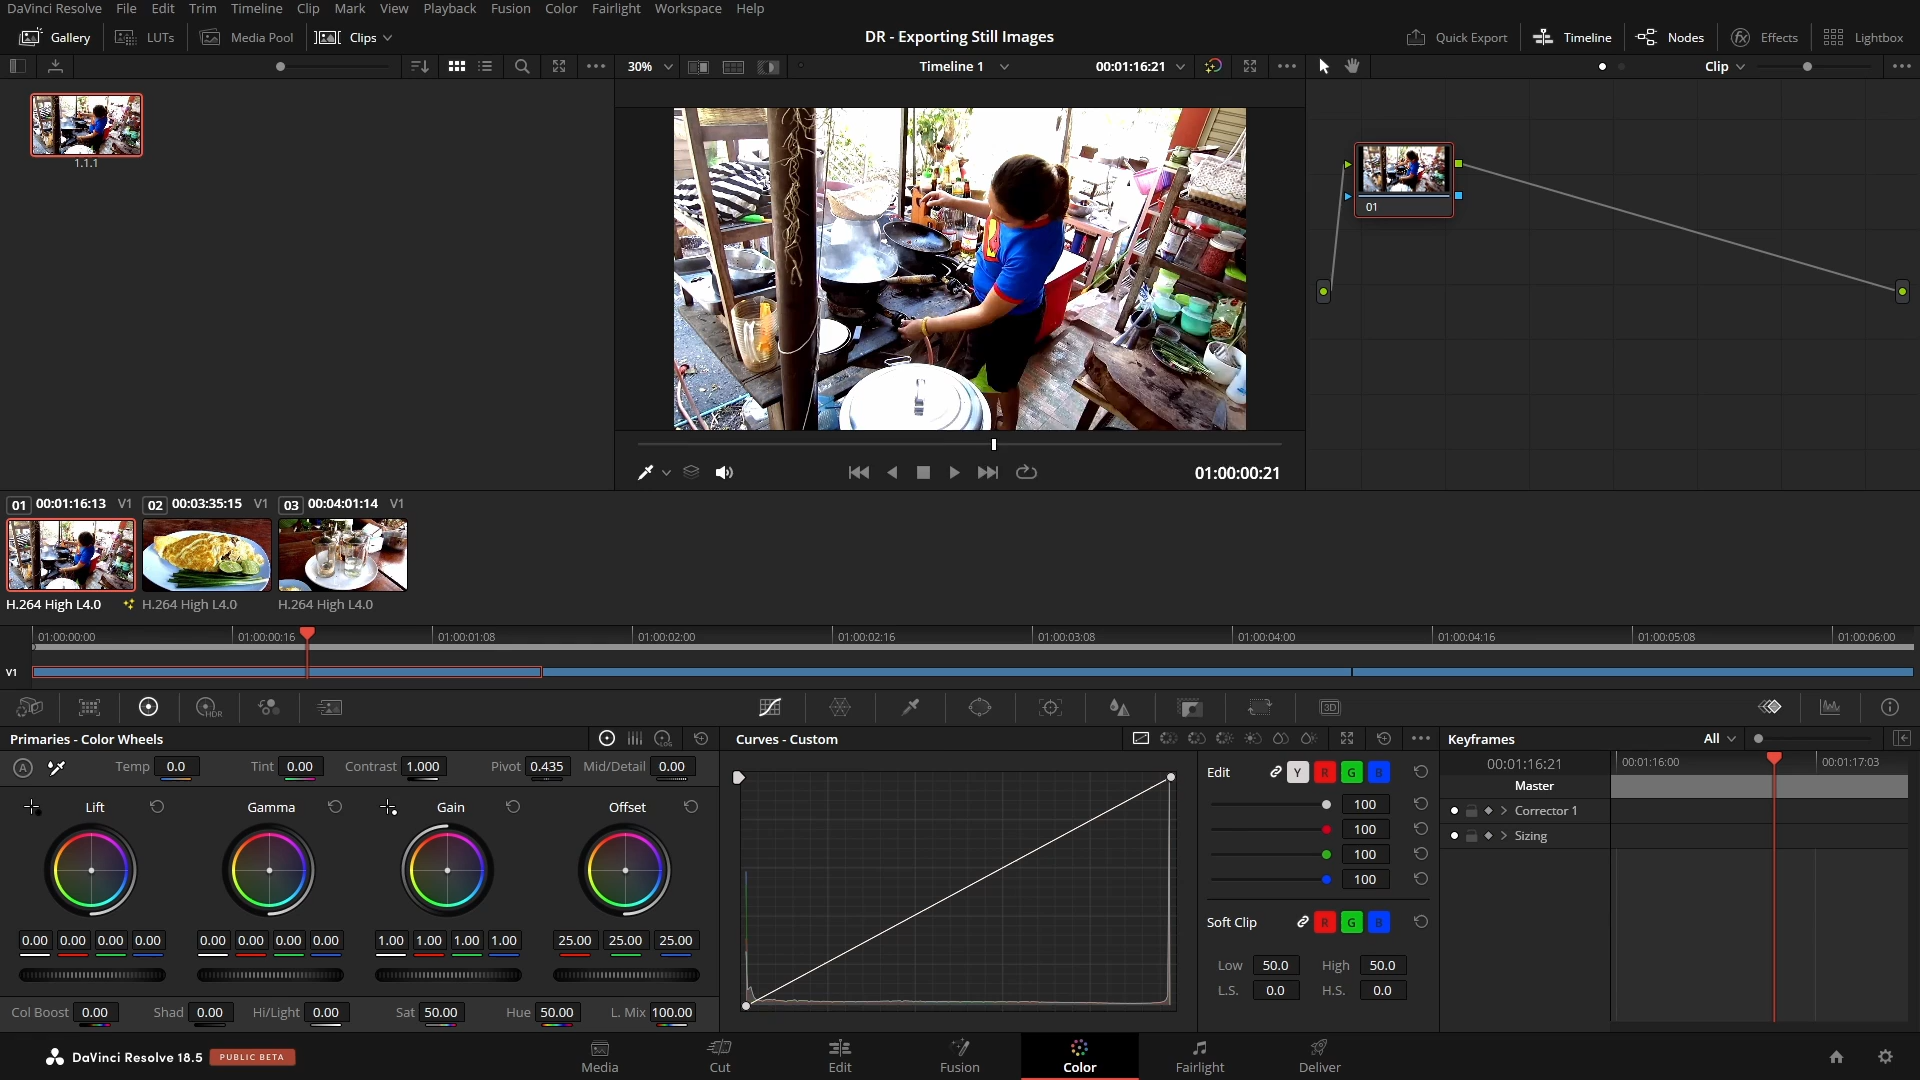 DaVinci Resolve File Edit Trim Timeline Clip Mark View Playback Fusion Color Fairlight Workspace Help
Gallery LUTs Media Pool Clips DR - Exporting Still Images Quick Export Timeline Nodes Effects Lightbox
30% Timeline 1 00:01:16:21 Clip
1.1.1
01
01:00:00:21
01 00:01:16:13 V1 02 00:03:35:15 V1 03 00:04:01:14 V1
H.264 High L4.0 H.264 High L4.0 H.264 High L4.0
01:00:00:00 01:00:00:16 01:00:01:08 01:00:02:00 01:00:02:16 01:00:03:08 01:00:04:00 01:00:04:16 01:00:05:08 01:00:06:00
V1
HDR 3D
Primaries - Color Wheels LOG Curves - Custom Keyframes All
A Temp 0.0 Tint 0.00 Contrast 1.000 Pivot 0.435 Mid/Detail 0.00
Lift Gamma Gain Offset
0.00 0.00 0.00 0.00 0.00 0.00 0.00 0.00 1.00 1.00 1.00 1.00 25.00 25.00 25.00
Col Boost 0.00 Shad 0.00 Hi/Light 0.00 Sat 50.00 Hue 50.00 L. Mix 100.00
Edit Y R G B
100
100
100
100
Soft Clip R G B
Low 50.0 High 50.0
L.S. 0.0 H.S. 0.0
00:01:16:21 00:01:16:00 00:01:17:03
Master
Corrector 1
Sizing
DaVinci Resolve 18.5 PUBLIC BETA Media Cut Edit Fusion Color Fairlight Deliver